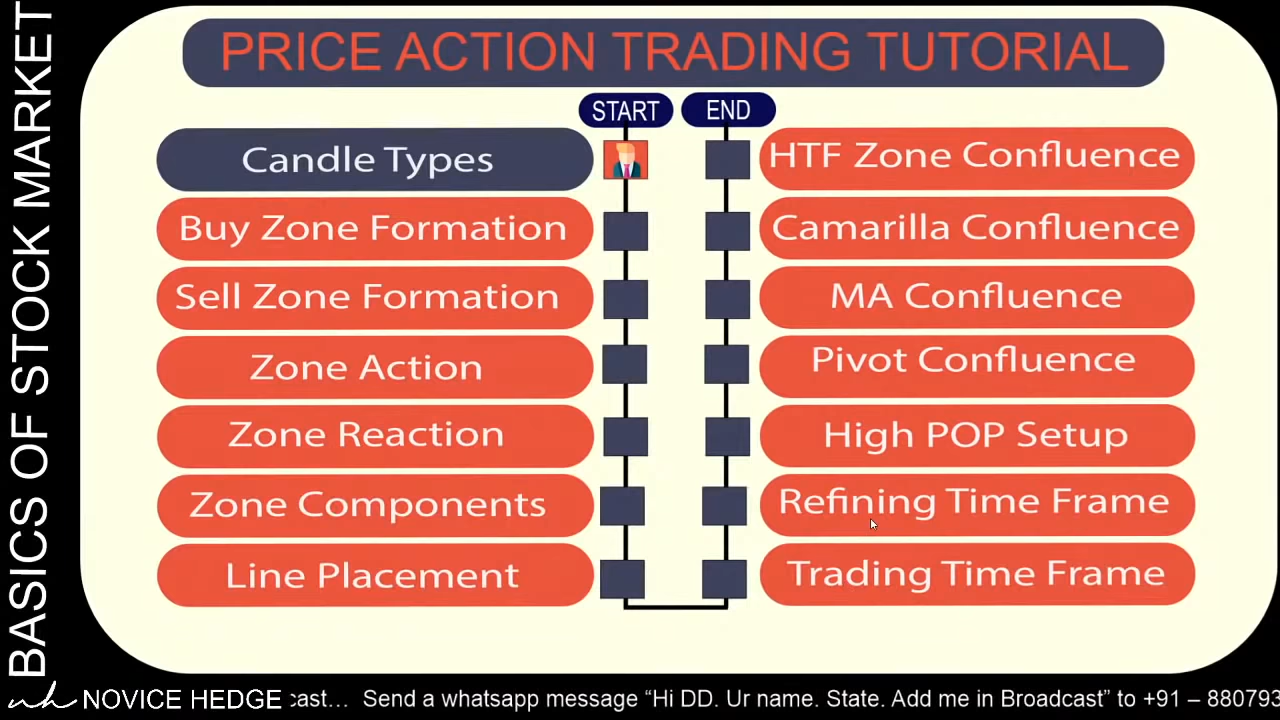 BASICS OF STOCK MARKET
PRICE ACTION TRADING TUTORIAL
START
END
Candle Types
Buy Zone Formation
Sell Zone Formation
Zone Action
Zone Reaction
Zone Components
Line Placement
HTF Zone Confluence
Camarilla Confluence
MA Confluence
Pivot Confluence
High POP Setup
Refining Time Frame
Trading Time Frame
nh NOVICE HEDGE
cast... Send a whatsapp message “Hi DD. Ur name. State. Add me in Broadcast” to +91 – 880793